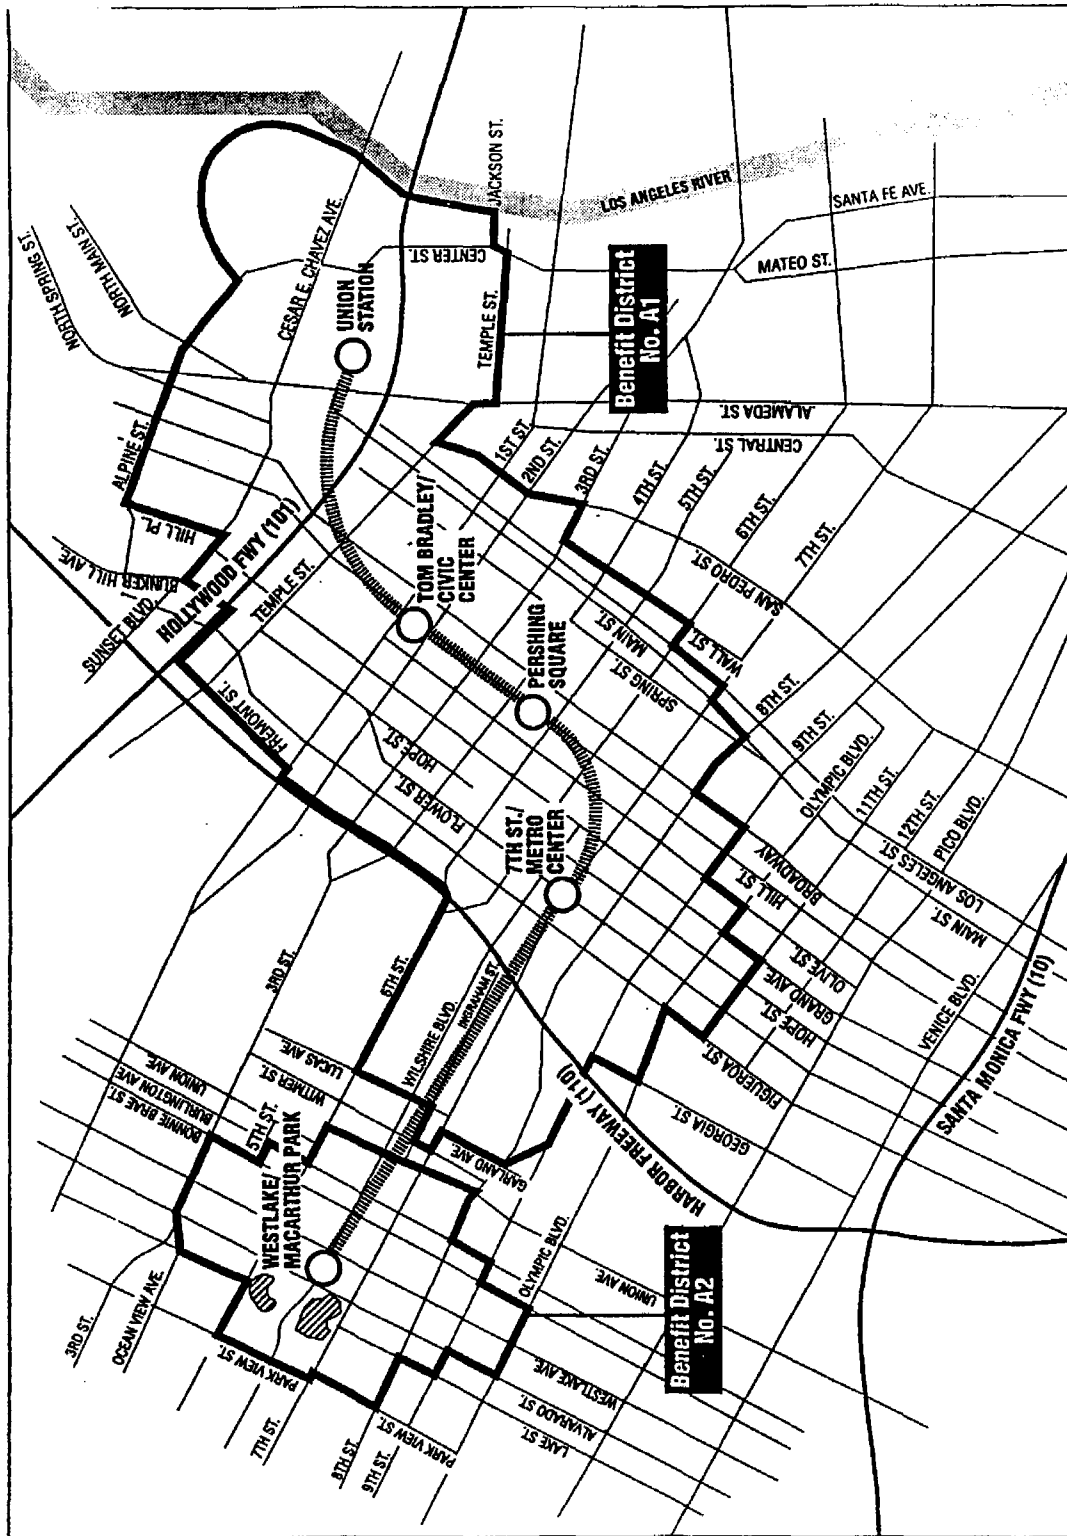 NORTH SPRING ST.
NORTH MAIN ST.
ALPINE ST.
HILL PL.
BUNKER HILL AVE.
SUNSET BLVD.
HOLLYWOOD FWY (101)
TEMPLE ST.
FREMONT ST.
CESAR E. CHAVEZ AVE.
UNION
STATION
CENTER ST.
JACKSON ST.
TEMPLE ST.
LOS ANGELES RIVER
SANTA FE AVE.
MATEO ST.
Benefit District
No. A1
ALAMEDA ST.
CENTRAL ST.
1ST ST.
2ND ST.
3RD ST.
4TH ST.
5TH ST.
6TH ST.
7TH ST.
SAN PEDRO ST.
TOM BRADLEY/
CIVIC
CENTER
PERSHING
SQUARE
MAIN ST.
SPRING ST.
WALL ST.
8TH ST.
9TH ST.
OLYMPIC BLVD.
11TH ST.
12TH ST.
PICO BLVD.
HOPE ST.
FLOWER ST.
7TH ST./
METRO
CENTER
BROADWAY
HILL ST.
OLIVE ST.
GRAND AVE.
HOPE ST.
FIGUEROA ST.
LOS ANGELES ST.
MAIN ST.
VENICE BLVD.
SANTA MONICA FWY (10)
GEORGIA ST.
HARBOR FREEWAY (110)
3RD ST.
6TH ST.
WILSHIRE BLVD.
INGRAHAM ST.
LUCAS AVE.
WITMER ST.
UNION AVE.
BURLINGTON AVE.
BONNIE BRAE ST.
5TH ST.
WESTLAKE/
MACARTHUR PARK
GARLAND AVE.
OLYMPIC BLVD.
UNION AVE.
Benefit District
No. A2
3RD ST.
OCEAN VIEW AVE.
PARK VIEW ST.
7TH ST.
8TH ST.
9TH ST.
PARK VIEW ST.
WESTLAKE AVE.
ALVARADO ST.
LAKE ST.